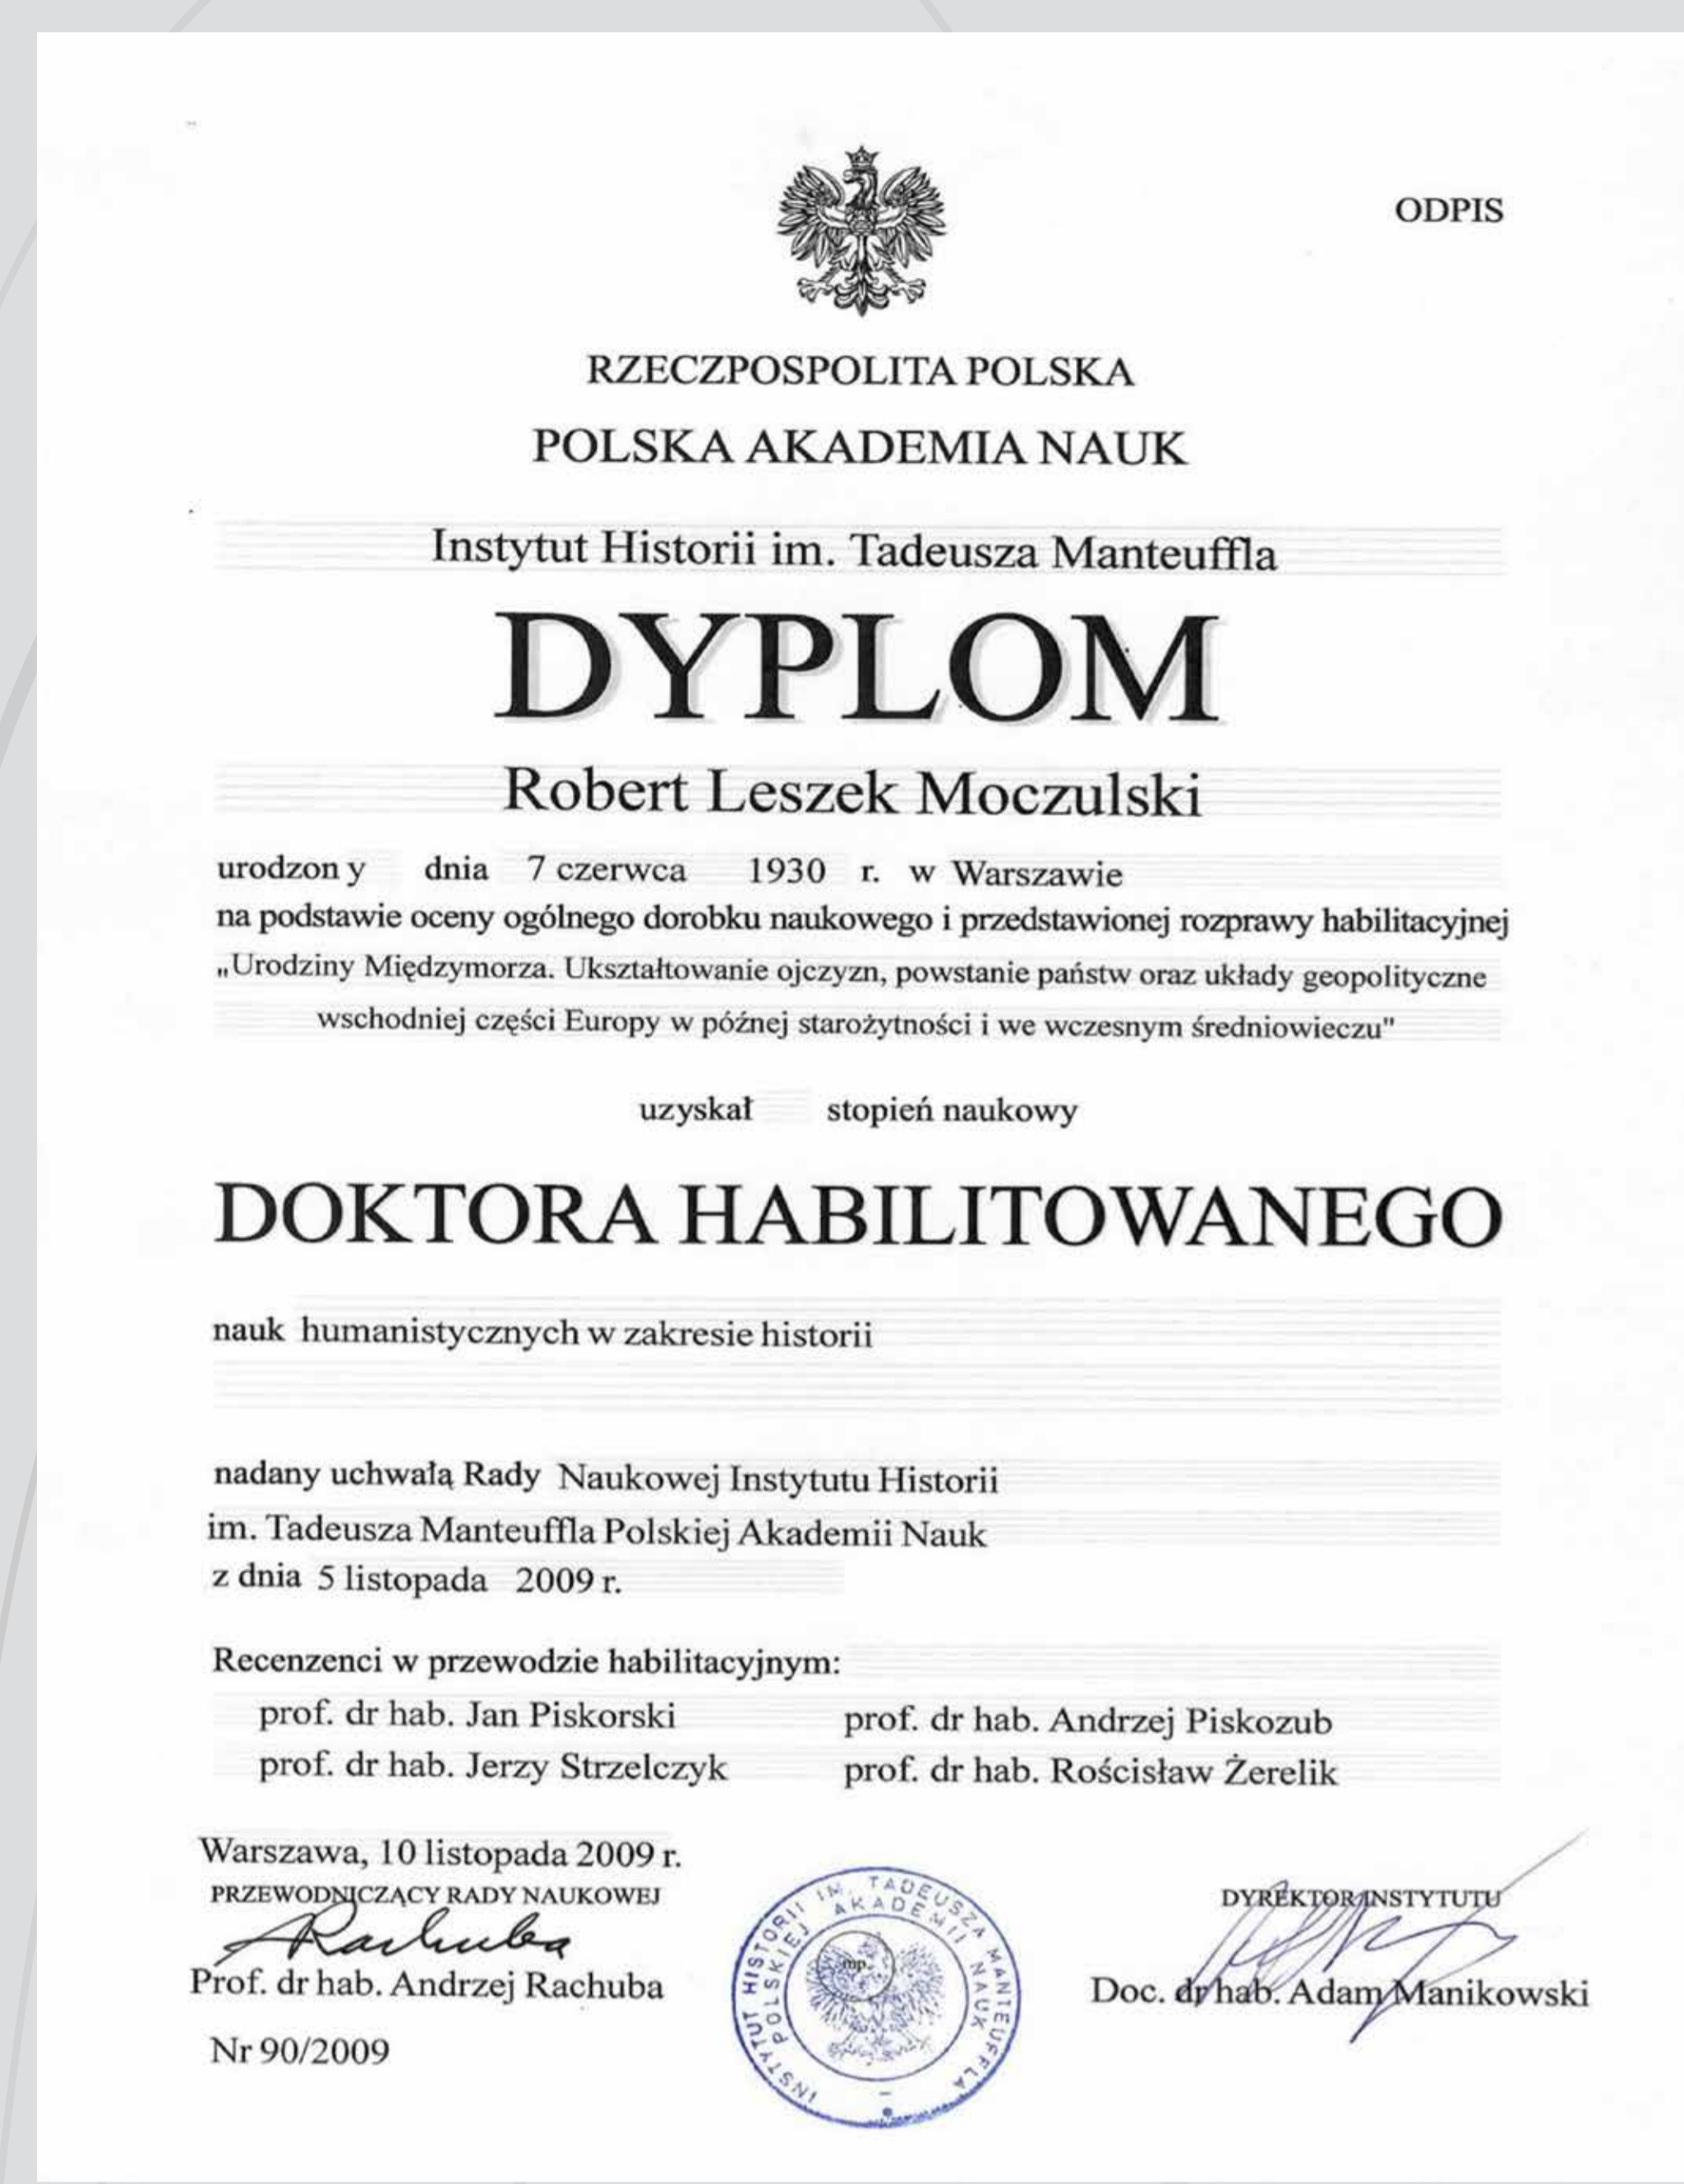 ODPIS
RZECZPOSPOLITA POLSKA
POLSKA AKADEMIA NAUK
Instytut Historii im. Tadeusza Manteuffla
DYPLOM
Robert Leszek Moczulski
urodzony dnia 7 czerwca 1930 r. w Warszawie
na podstawie oceny ogólnego dorobku naukowego i przedstawionej rozprawy habilitacyjnej
„Urodziny Międzymorza. Ukształtowanie ojczyzn, powstanie państw oraz układy geopolityczne
wschodniej części Europy w późnej starożytności i we wczesnym średniowieczu"
uzyskał stopień naukowy
DOKTORA HABILITOWANEGO
nauk humanistycznych w zakresie historii
nadany uchwałą Rady Naukowej Instytutu Historii
im. Tadeusza Manteuffla Polskiej Akademii Nauk
z dnia 5 listopada 2009 r.
Recenzenci w przewodzie habilitacyjnym:
prof. dr hab. Jan Piskorski prof. dr hab. Andrzej Piskozub
prof. dr hab. Jerzy Strzelczyk prof. dr hab. Rościsław Żerelik
Warszawa, 10 listopada 2009 r.
PRZEWODNICZĄCY RADY NAUKOWEJ
Rachuba
Prof. dr hab. Andrzej Rachuba
Nr 90/2009
INSTYTUT HISTORII IM. TADEUSZA MANTEUFFLA
POLSKIEJ AKADEMII NAUK
mp.
DYREKTOR INSTYTUTU
Doc. dr hab. Adam Manikowski